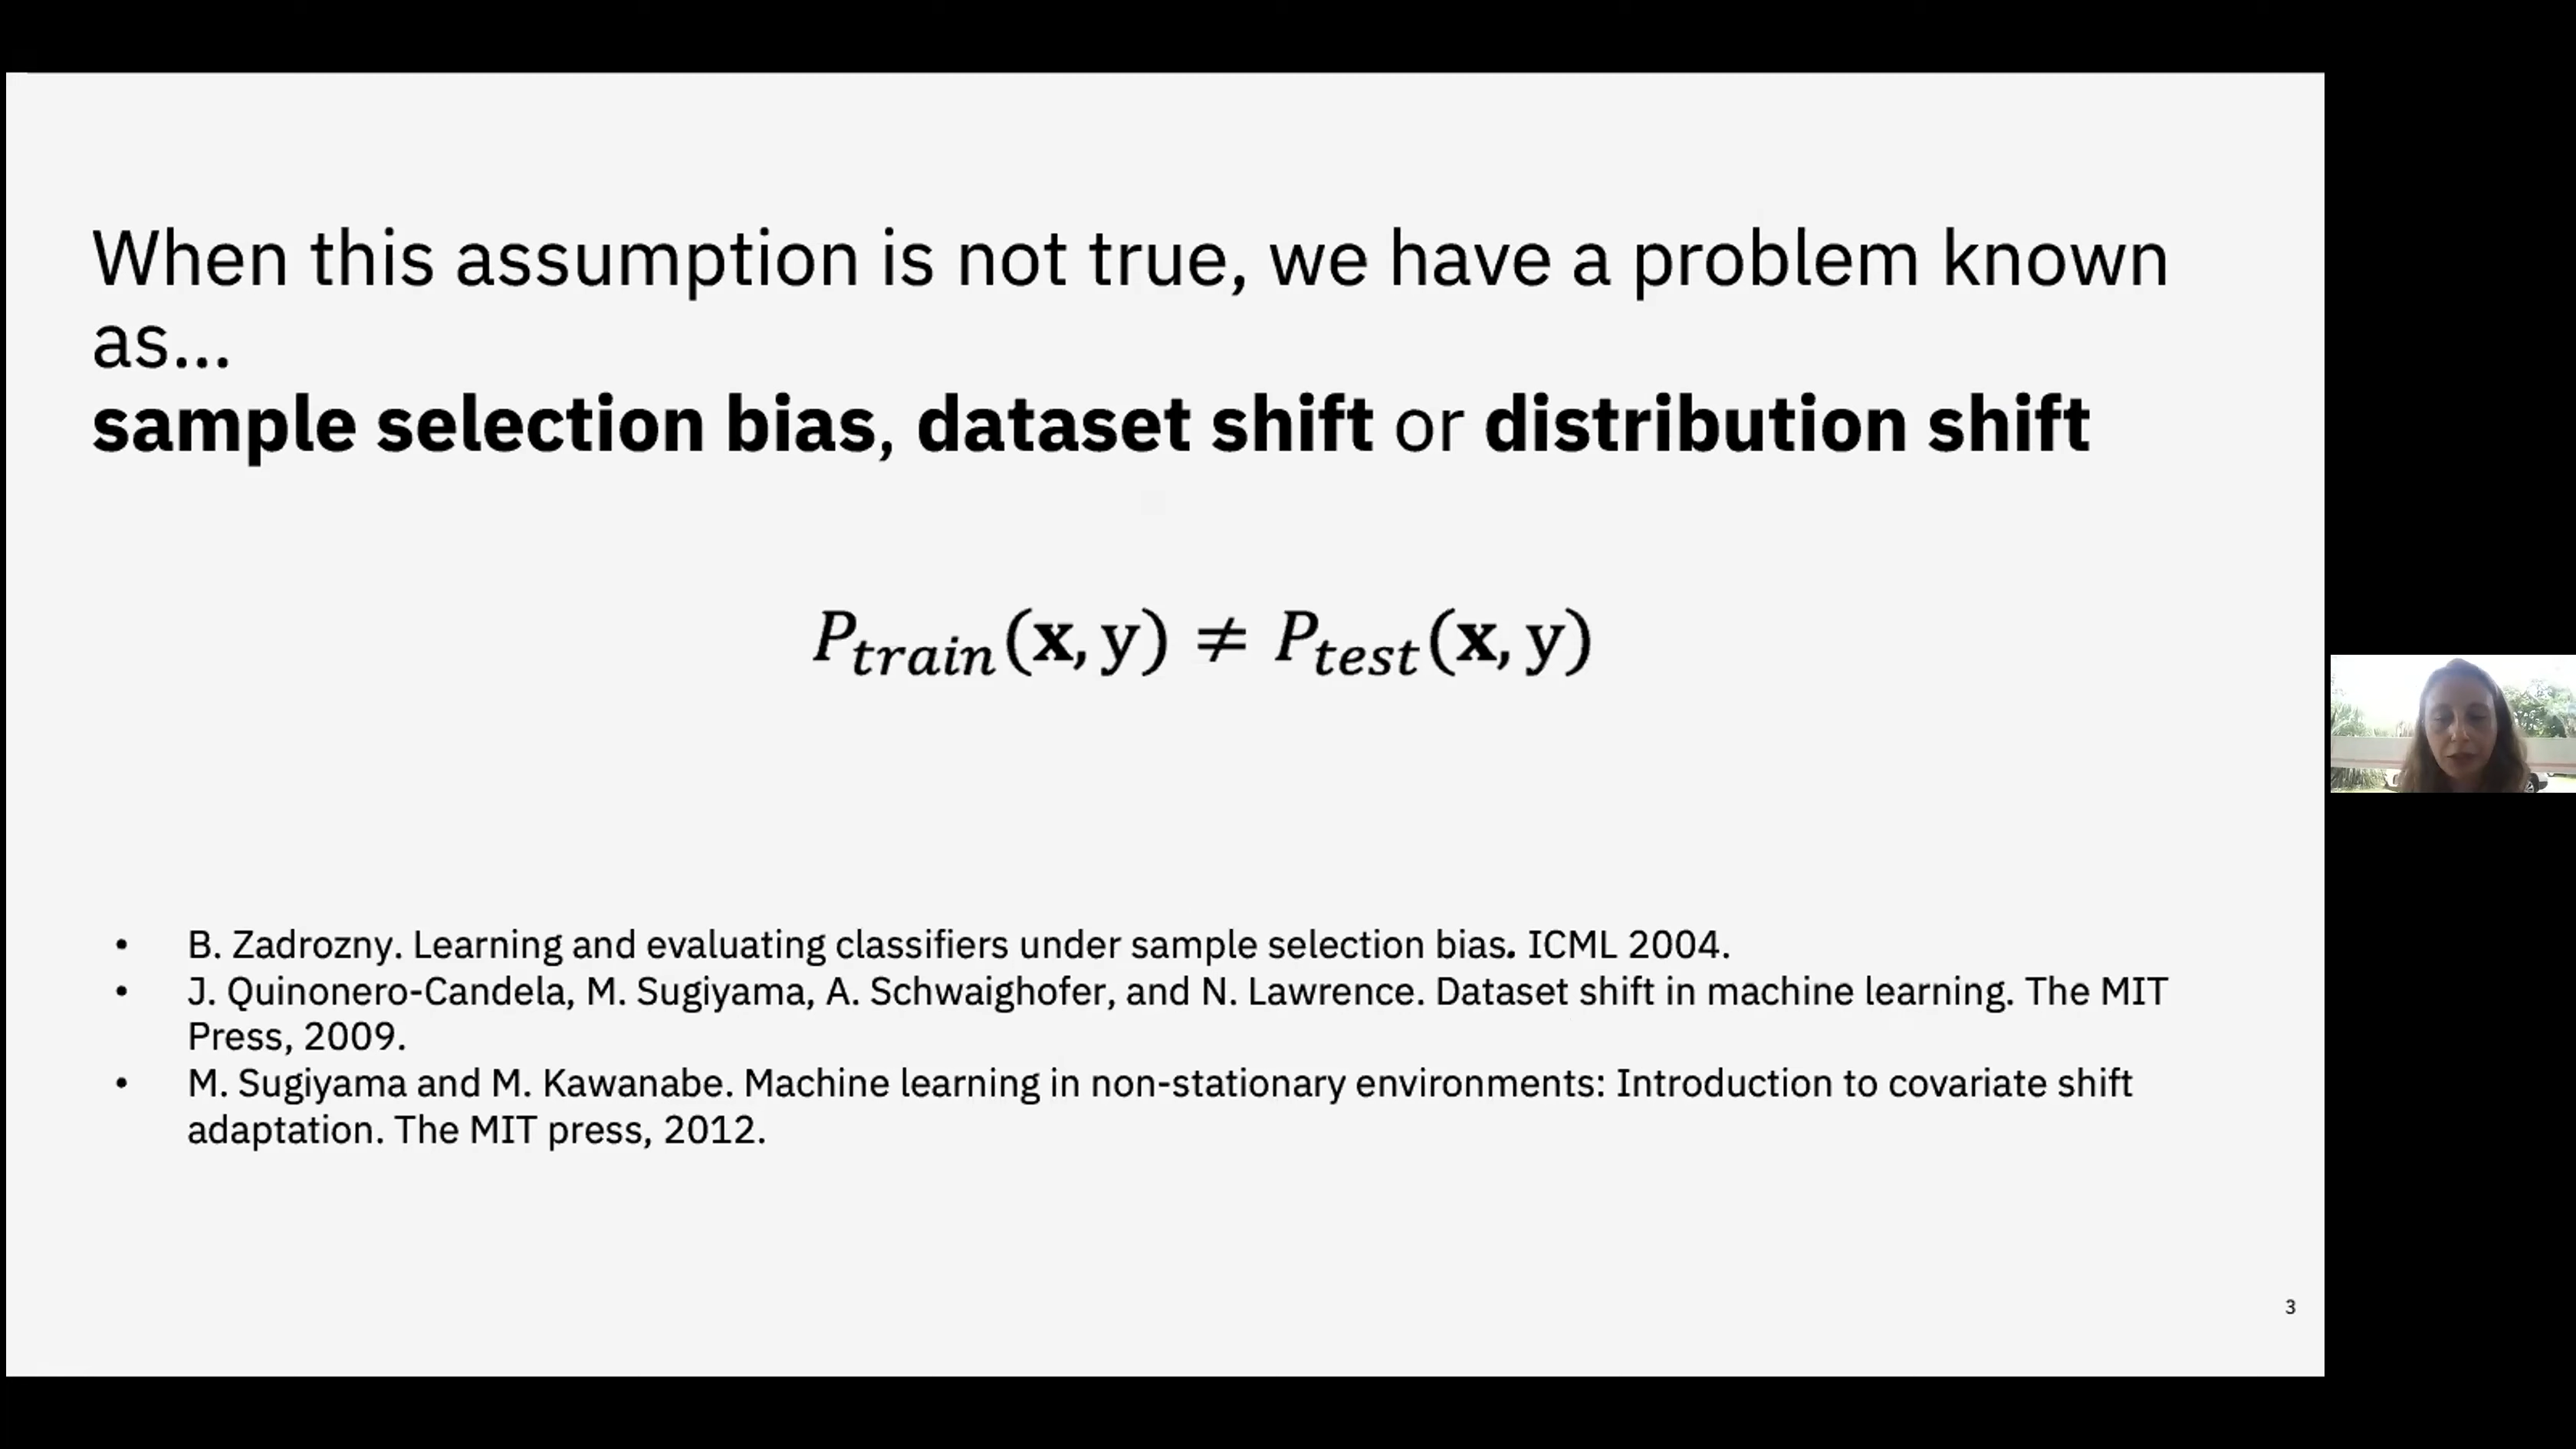 When this assumption is not true, we have a problem known
as...
sample selection bias, dataset shift or distribution shift
P_train(x, y) ≠ P_test(x, y)
• B. Zadrozny. Learning and evaluating classifiers under sample selection bias. ICML 2004.
• J. Quinonero-Candela, M. Sugiyama, A. Schwaighofer, and N. Lawrence. Dataset shift in machine learning. The MIT
Press, 2009.
• M. Sugiyama and M. Kawanabe. Machine learning in non-stationary environments: Introduction to covariate shift
adaptation. The MIT press, 2012.
3